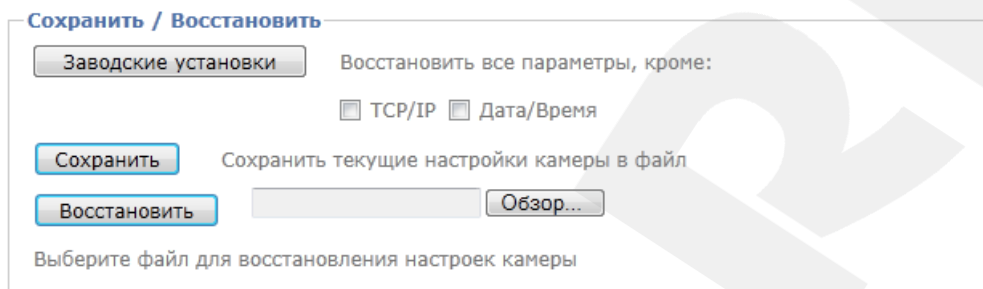 Сохранить / Восстановить
Заводские установки Восстановить все параметры, кроме:
TCP/IP Дата/Время
Сохранить Сохранить текущие настройки камеры в файл
Восстановить Обзор...
Выберите файл для восстановления настроек камеры